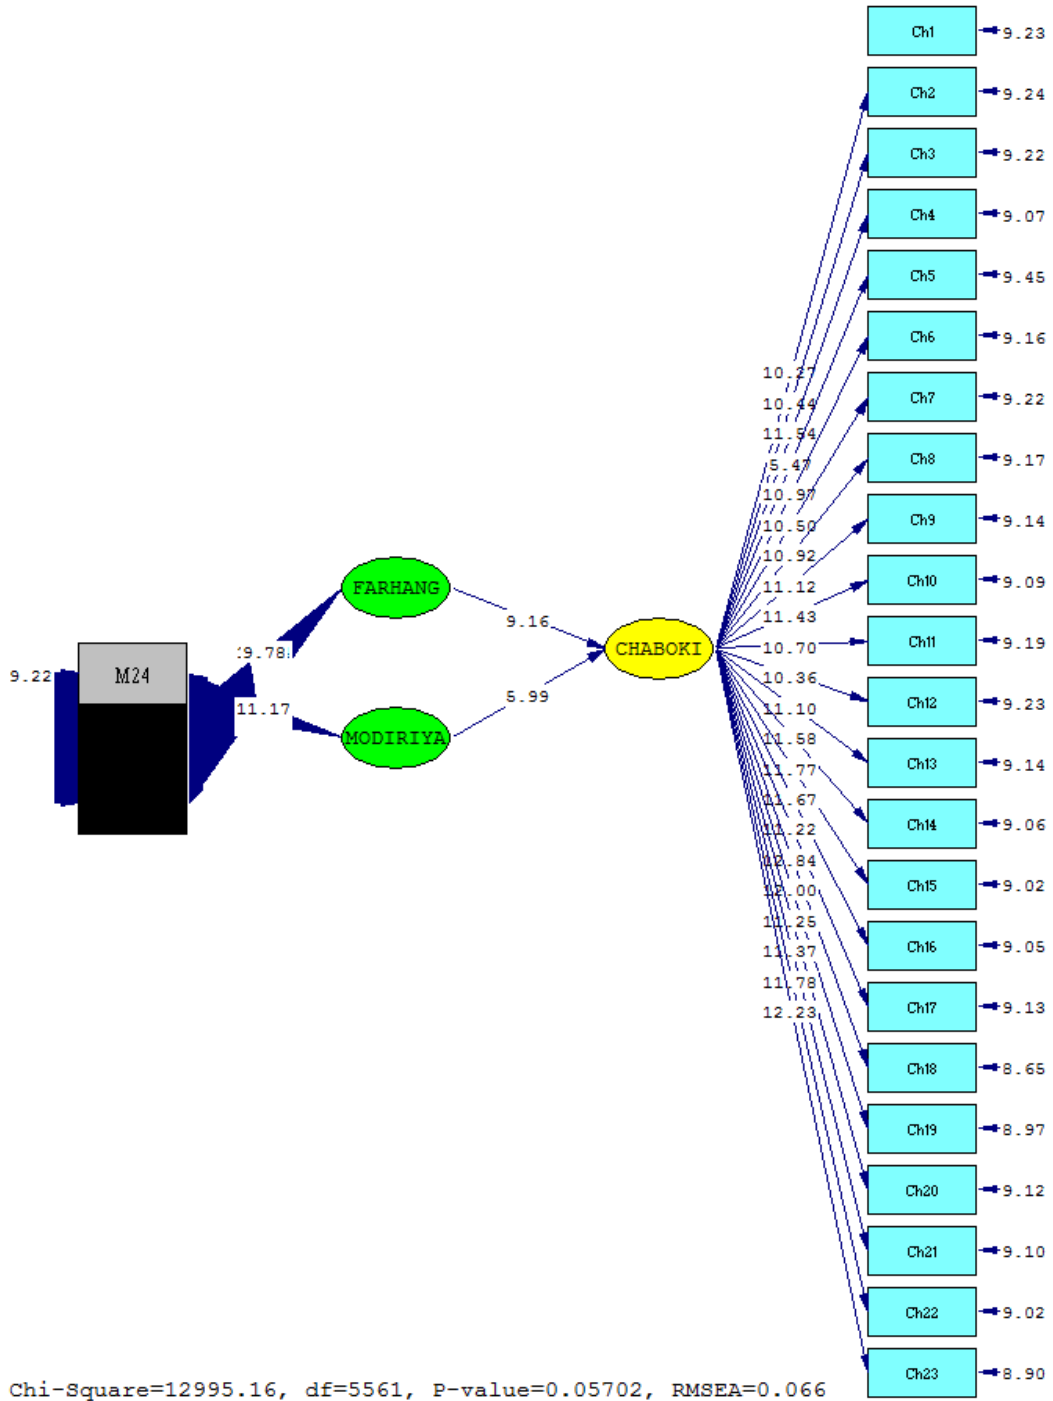 Ch1
9.23
Ch2
9.24
Ch3
9.22
Ch4
9.07
Ch5
9.45
Ch6
9.16
Ch7
9.22
Ch8
9.17
Ch9
9.14
Ch10
9.09
Ch11
9.19
Ch12
9.23
Ch13
9.14
Ch14
9.06
Ch15
9.02
Ch16
9.05
Ch17
9.13
Ch18
8.65
Ch19
8.97
Ch20
9.12
Ch21
9.10
Ch22
9.02
Ch23
8.90
10.27
10.44
11.54
5.47
10.97
10.50
10.92
11.12
11.43
10.70
10.36
11.10
11.58
11.77
11.67
11.22
12.84
12.00
11.25
11.37
11.78
12.23
FARHANG
9.16
CHABOKI
5.99
MODIRIYA
9.78
11.17
9.22
M24
Chi-Square=12995.16, df=5561, P-value=0.05702, RMSEA=0.066